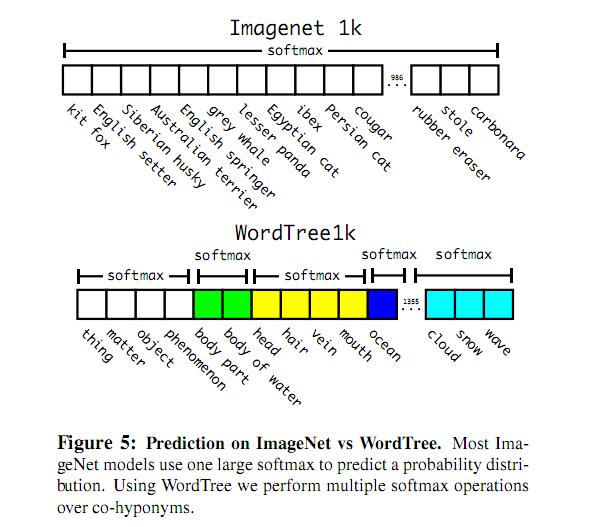 Imagenet 1k
softmax
986
...
kit fox
English setter
Siberian husky
Australian terrier
English springer
grey whale
lesser panda
Egyptian cat
ibex
Persian cat
cougar
rubber eraser
stole
carbonara
WordTree1k
softmax
softmax
softmax
softmax
softmax
1355
...
thing
matter
object
phenomenon
body part
body of water
head
hair
vein
mouth
ocean
cloud
snow
wave
Figure 5: Prediction on ImageNet vs WordTree. Most Ima-
geNet models use one large softmax to predict a probability distri-
bution. Using WordTree we perform multiple softmax operations
over co-hyponyms.